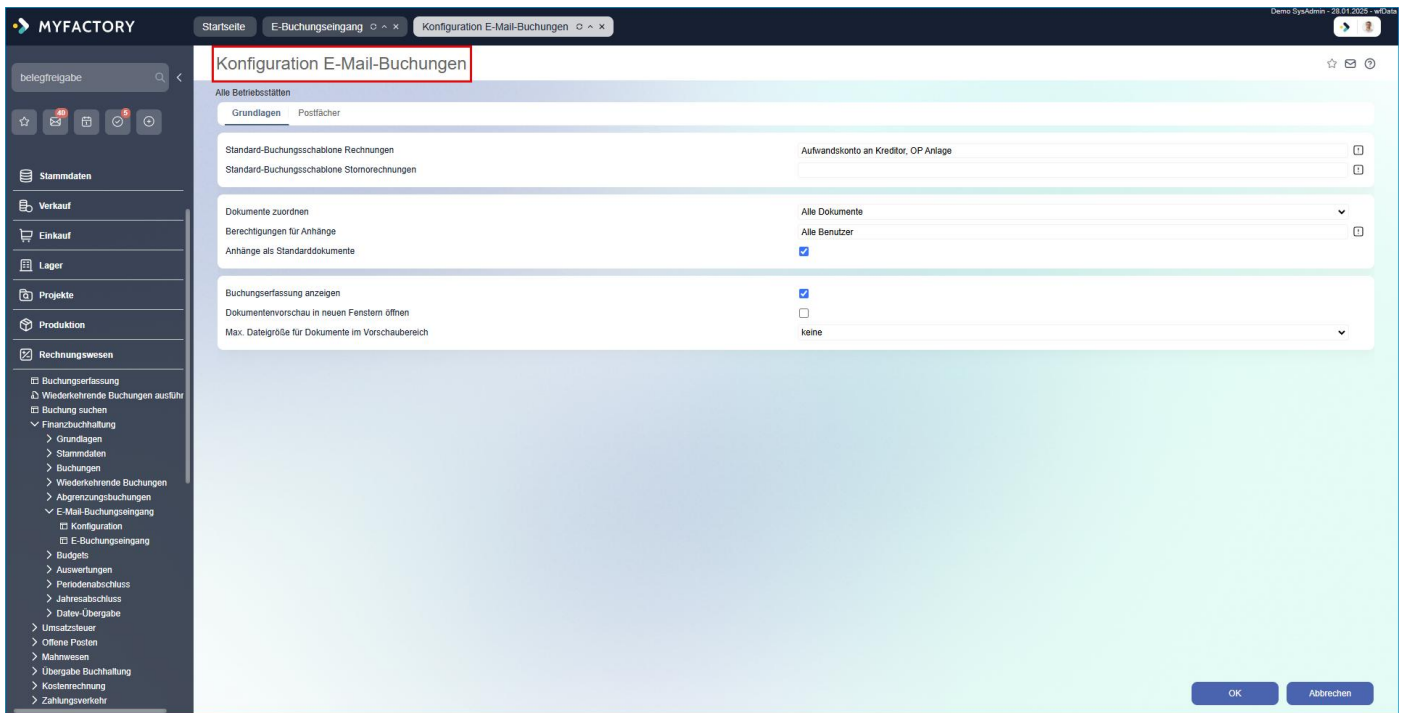 Demo SysAdmin - 28.01.2025 - wfData
MYFACTORY
Startseite
E-Buchungseingang
Konfiguration E-Mail-Buchungen
belegfreigabe
40
5
Stammdaten
Verkauf
Einkauf
Lager
Projekte
Produktion
Rechnungswesen
Buchungserfassung
Wiederkehrende Buchungen ausführ
Buchung suchen
Finanzbuchhaltung
Grundlagen
Stammdaten
Buchungen
Wiederkehrende Buchungen
Abgrenzungsbuchungen
E-Mail-Buchungseingang
Konfiguration
E-Buchungseingang
Budgets
Auswertungen
Periodenabschluss
Jahresabschluss
Datev-Übergabe
Umsatzsteuer
Offene Posten
Mahnwesen
Übergabe Buchhaltung
Kostenrechnung
Zahlungsverkehr
Konfiguration E-Mail-Buchungen
Alle Betriebsstätten
Grundlagen Postfächer
Standard-Buchungsschablone Rechnungen Aufwandskonto an Kreditor, OP Anlage
Standard-Buchungsschablone Stornorechnungen
Dokumente zuordnen Alle Dokumente
Berechtigungen für Anhänge Alle Benutzer
Anhänge als Standarddokumente
Buchungserfassung anzeigen
Dokumentenvorschau in neuen Fenstern öffnen
Max. Dateigröße für Dokumente im Vorschaubereich keine
OK Abbrechen